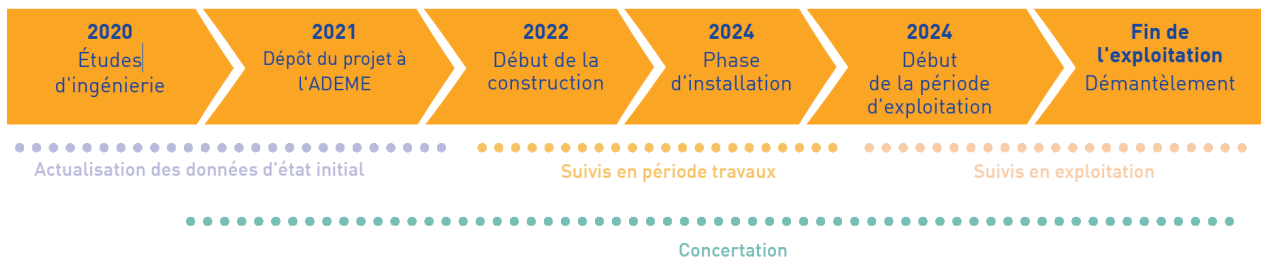 2020
Études
d'ingénierie
2021
Dépôt du projet à
l'ADEME
2022
Début de la
construction
2024
Phase
d'installation
2024
Début
de la période
d'exploitation
Fin de
l'exploitation
Démantèlement
Actualisation des données d'état initial
Suivis en période travaux
Suivis en exploitation
Concertation